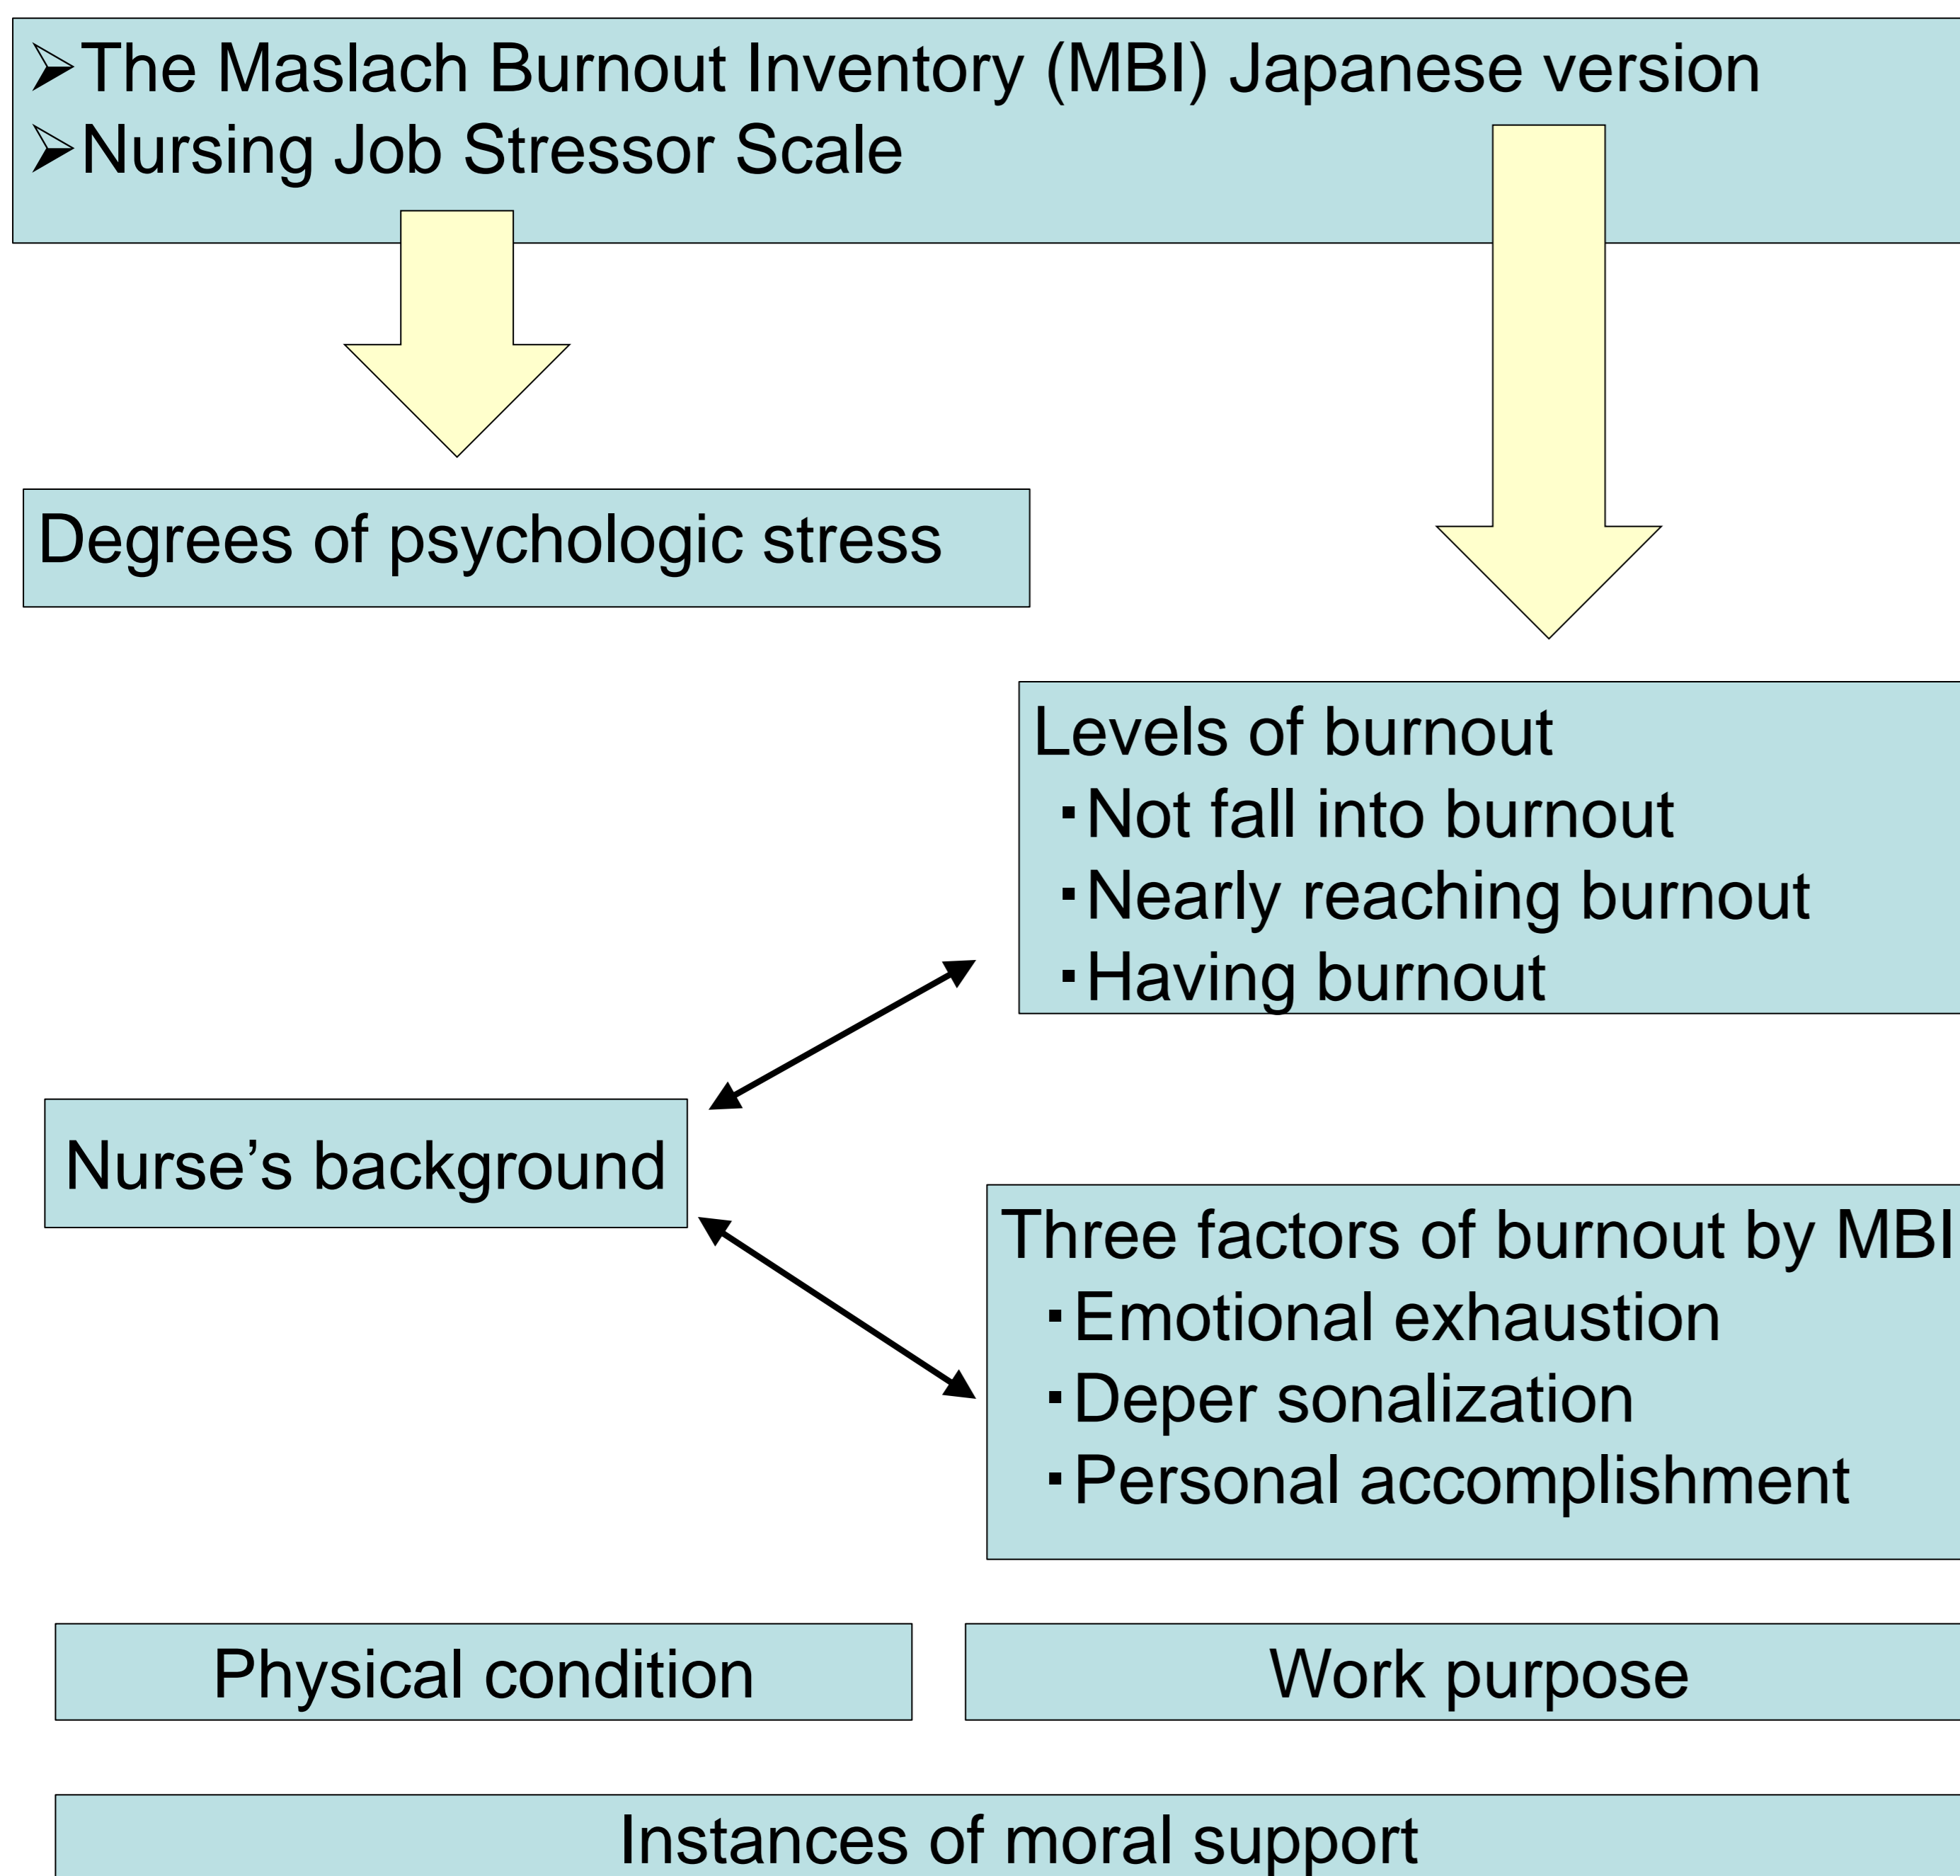 ➢The Maslach Burnout Inventory (MBI) Japanese version
➢Nursing Job Stressor Scale
Degrees of psychologic stress
Levels of burnout
・Not fall into burnout
・Nearly reaching burnout
・Having burnout
Nurse’s background
Three factors of burnout by MBI
・Emotional exhaustion
・Deper sonalization
・Personal accomplishment
Physical condition
Work purpose
Instances of moral support